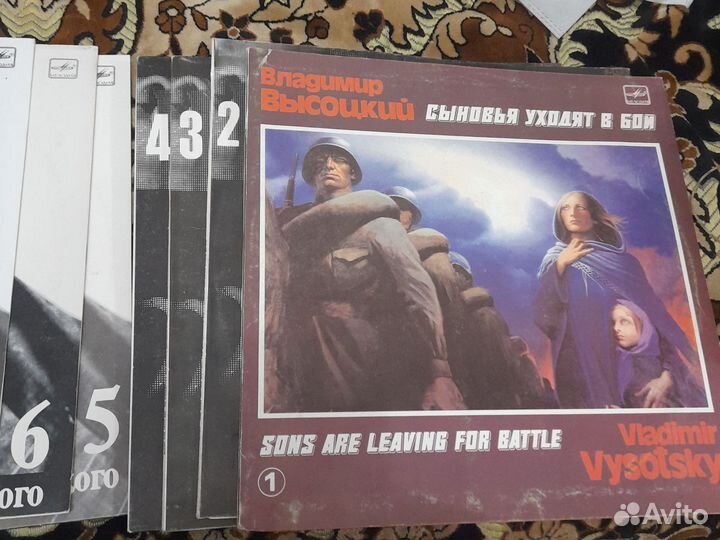 Владимир
ВЫСОЦКИЙ
СЫНОВЬЯ УХОДЯТ В БОЙ
SONS ARE LEAVING FOR BATTLE
Vladimir
Vysotsky
1
2
3
4
5
6
ого
ого
Avito